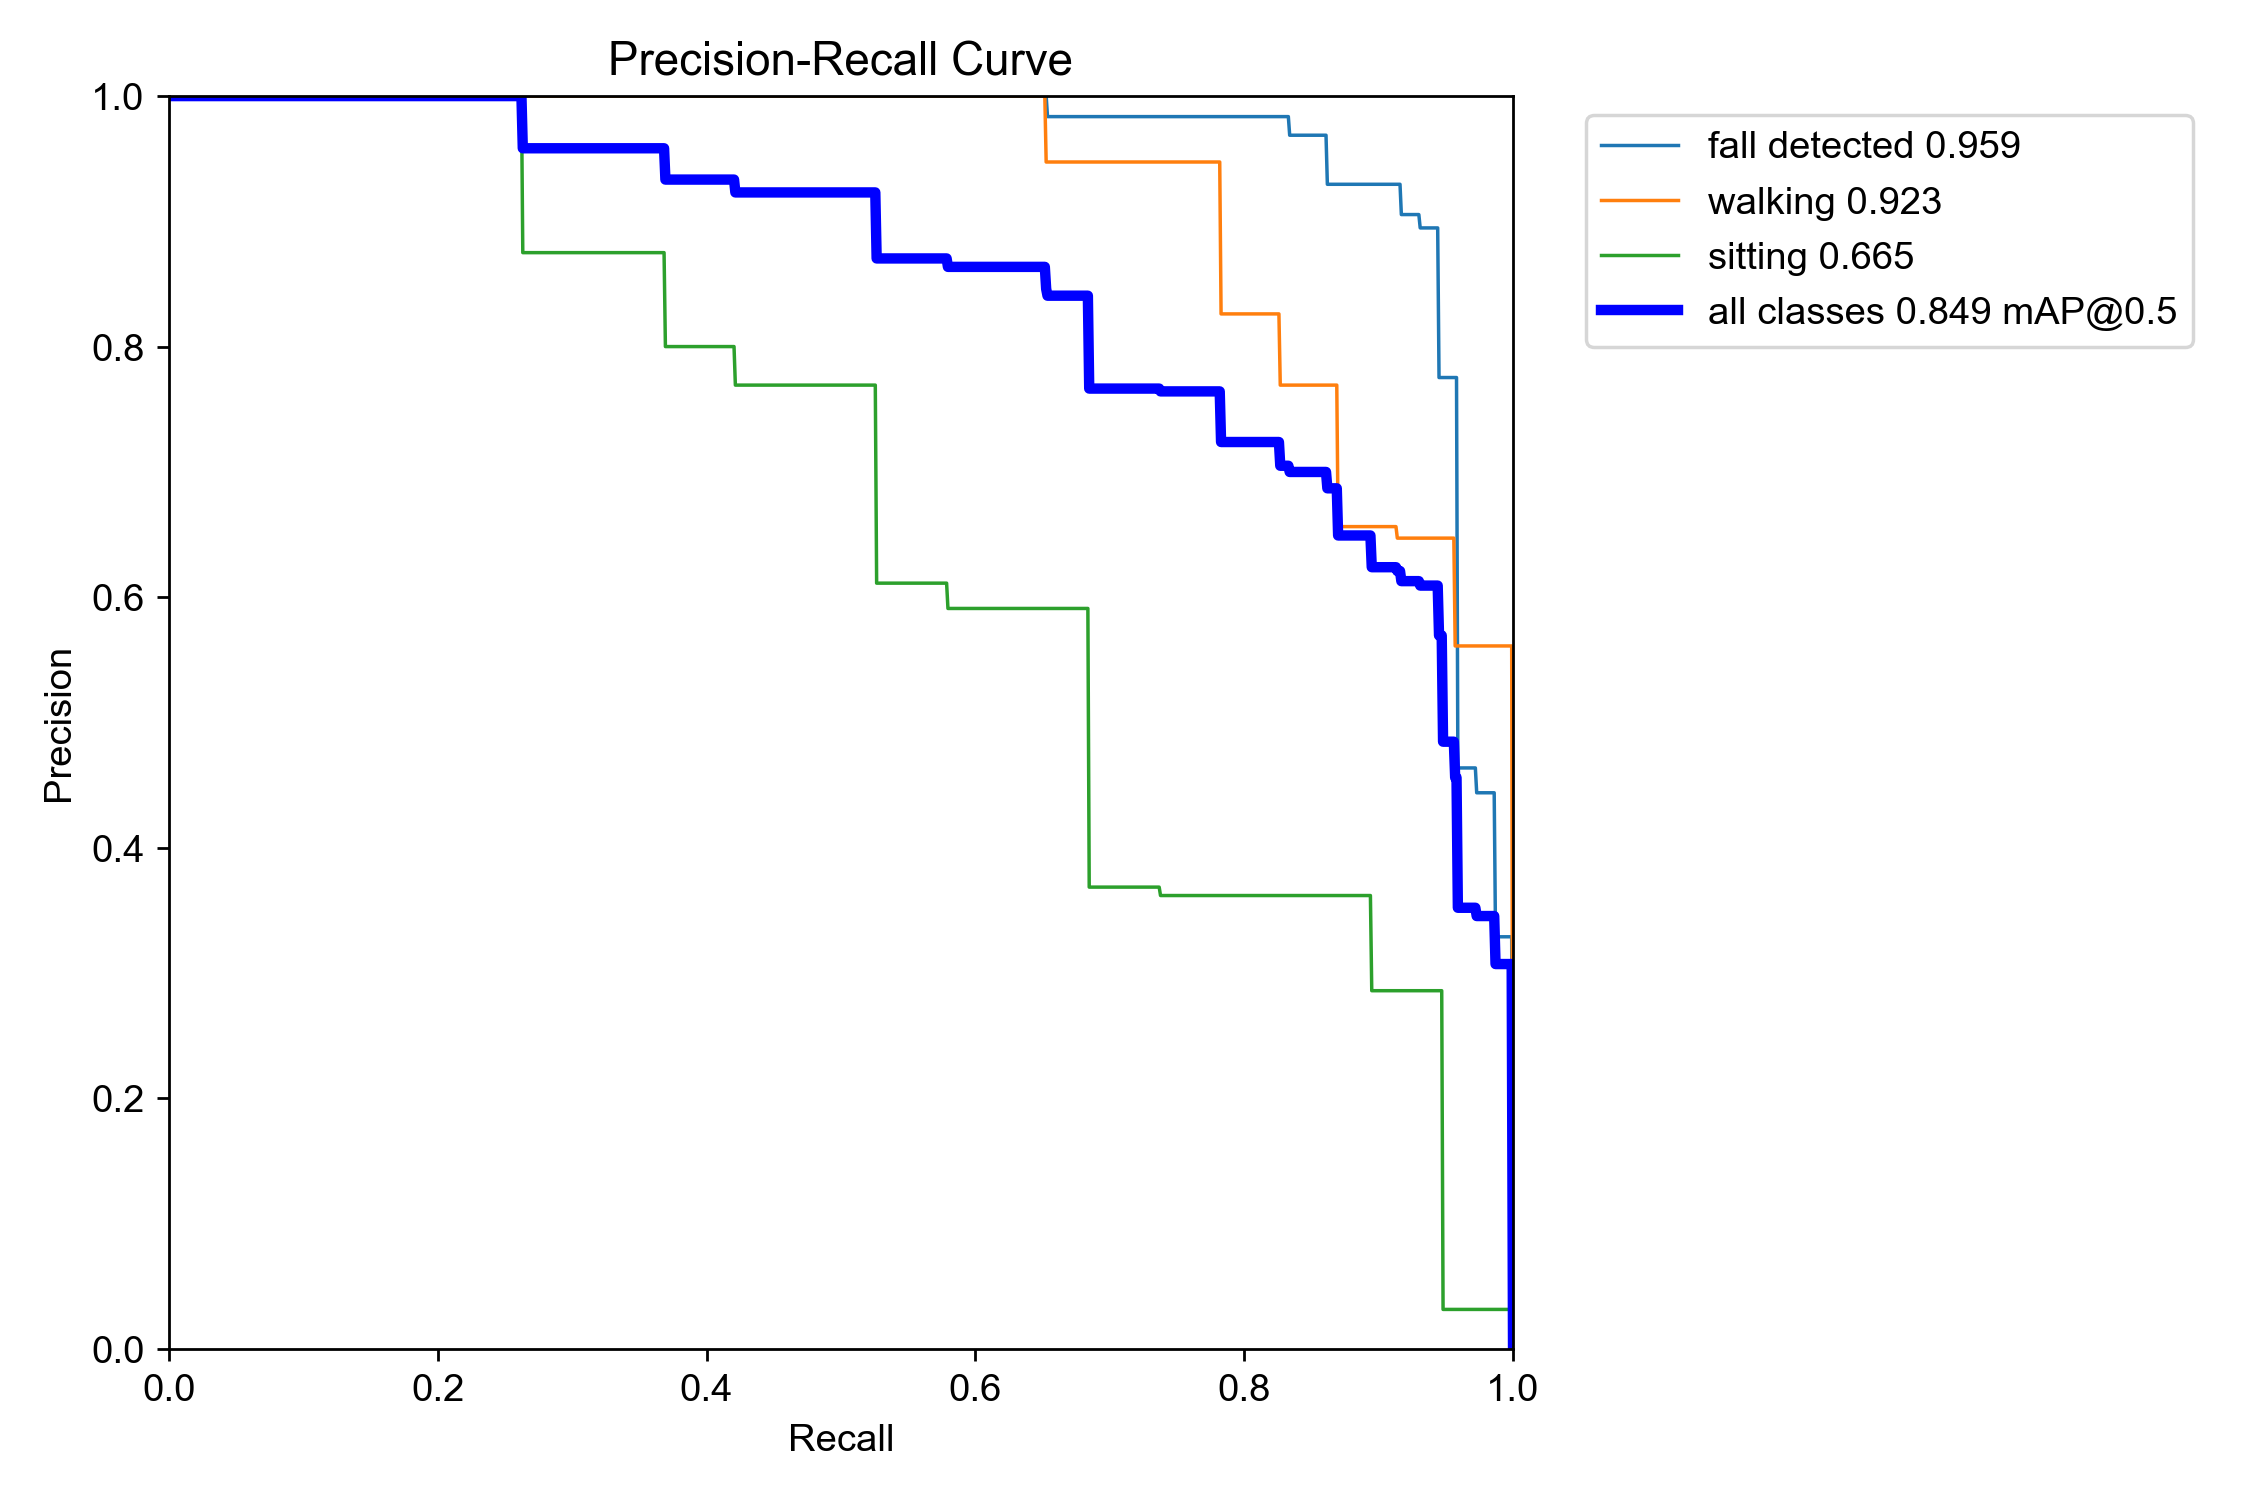 Precision-Recall Curve
1.0
0.8
0.6
0.4
0.2
0.0
Precision
0.0 0.2 0.4 0.6 0.8 1.0
Recall
fall detected 0.959
walking 0.923
sitting 0.665
all classes 0.849 mAP@0.5